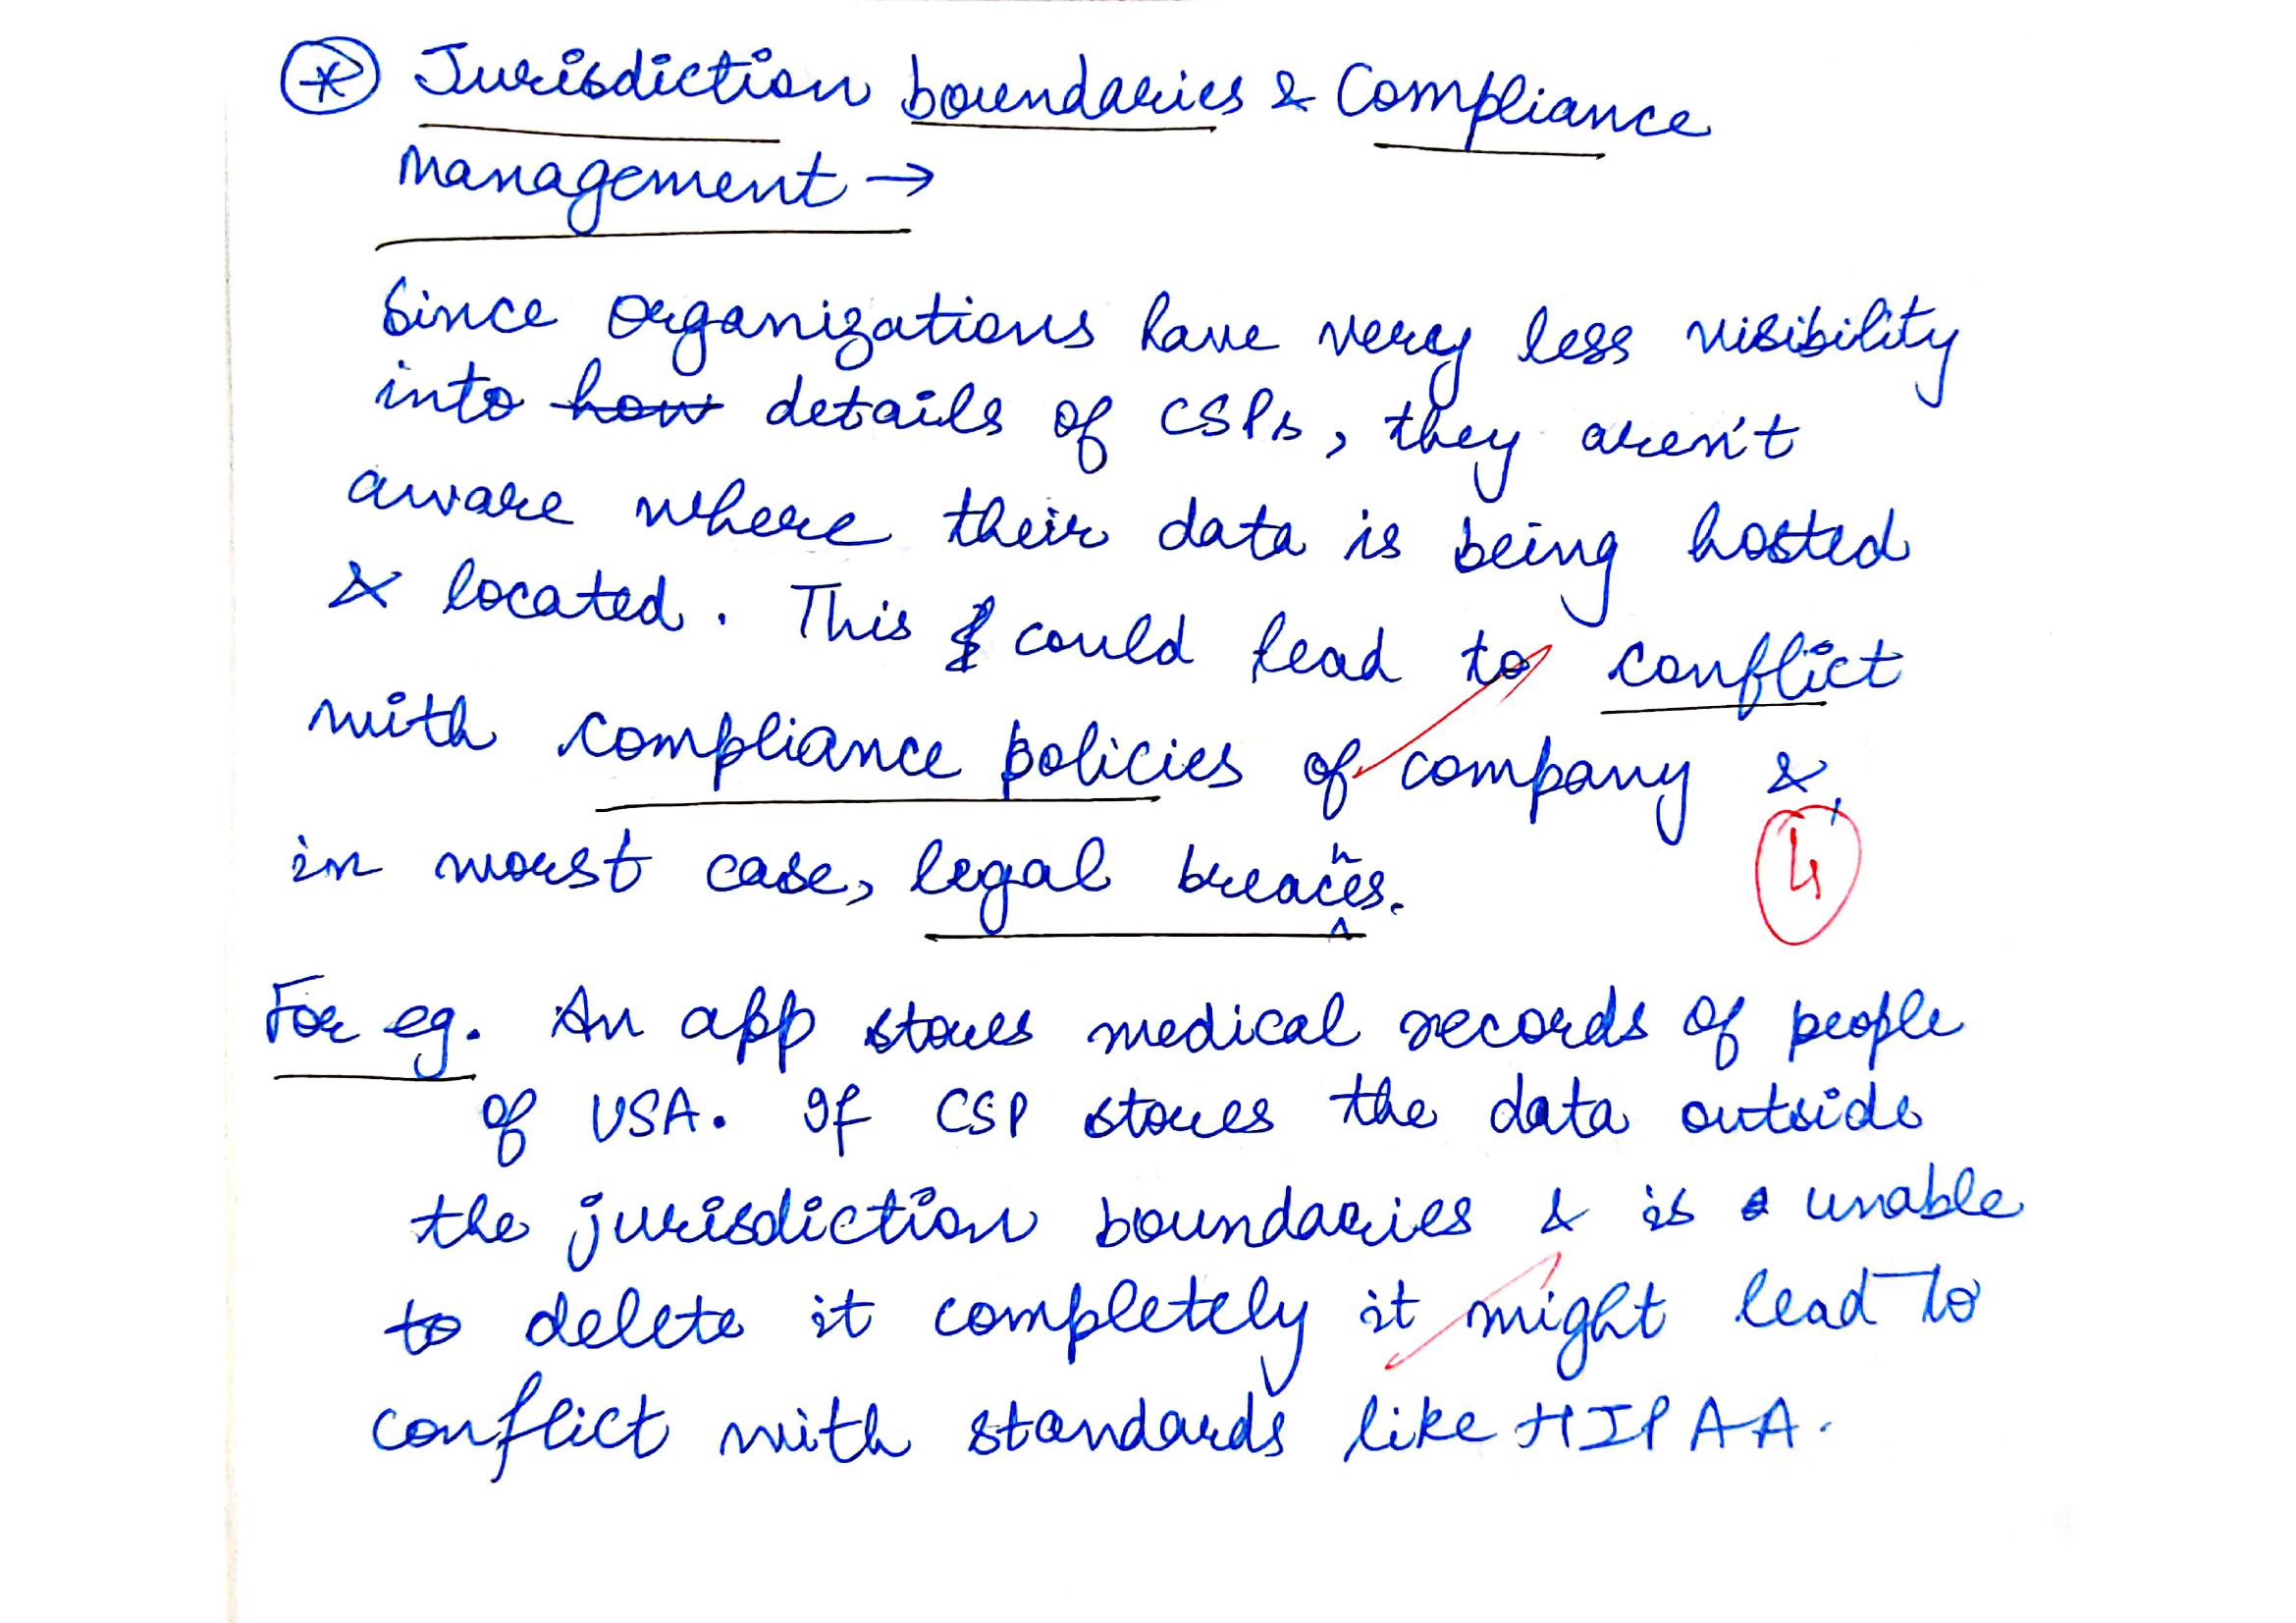 ⊛ Jurisdiction boundaries & Compliance
management →
Since organizations have very less visibility
into how details of CSPs, they aren't
aware where their data is being hosted
& located. This could lead to conflict
with compliance policies of company &,
in worst case, legal breaches.
4
For eg. An app stores medical records of people
of USA. If CSP stores the data outside
the jurisdiction boundaries & is unable
to delete it completely it might lead to
conflict with standards like HIPAA.